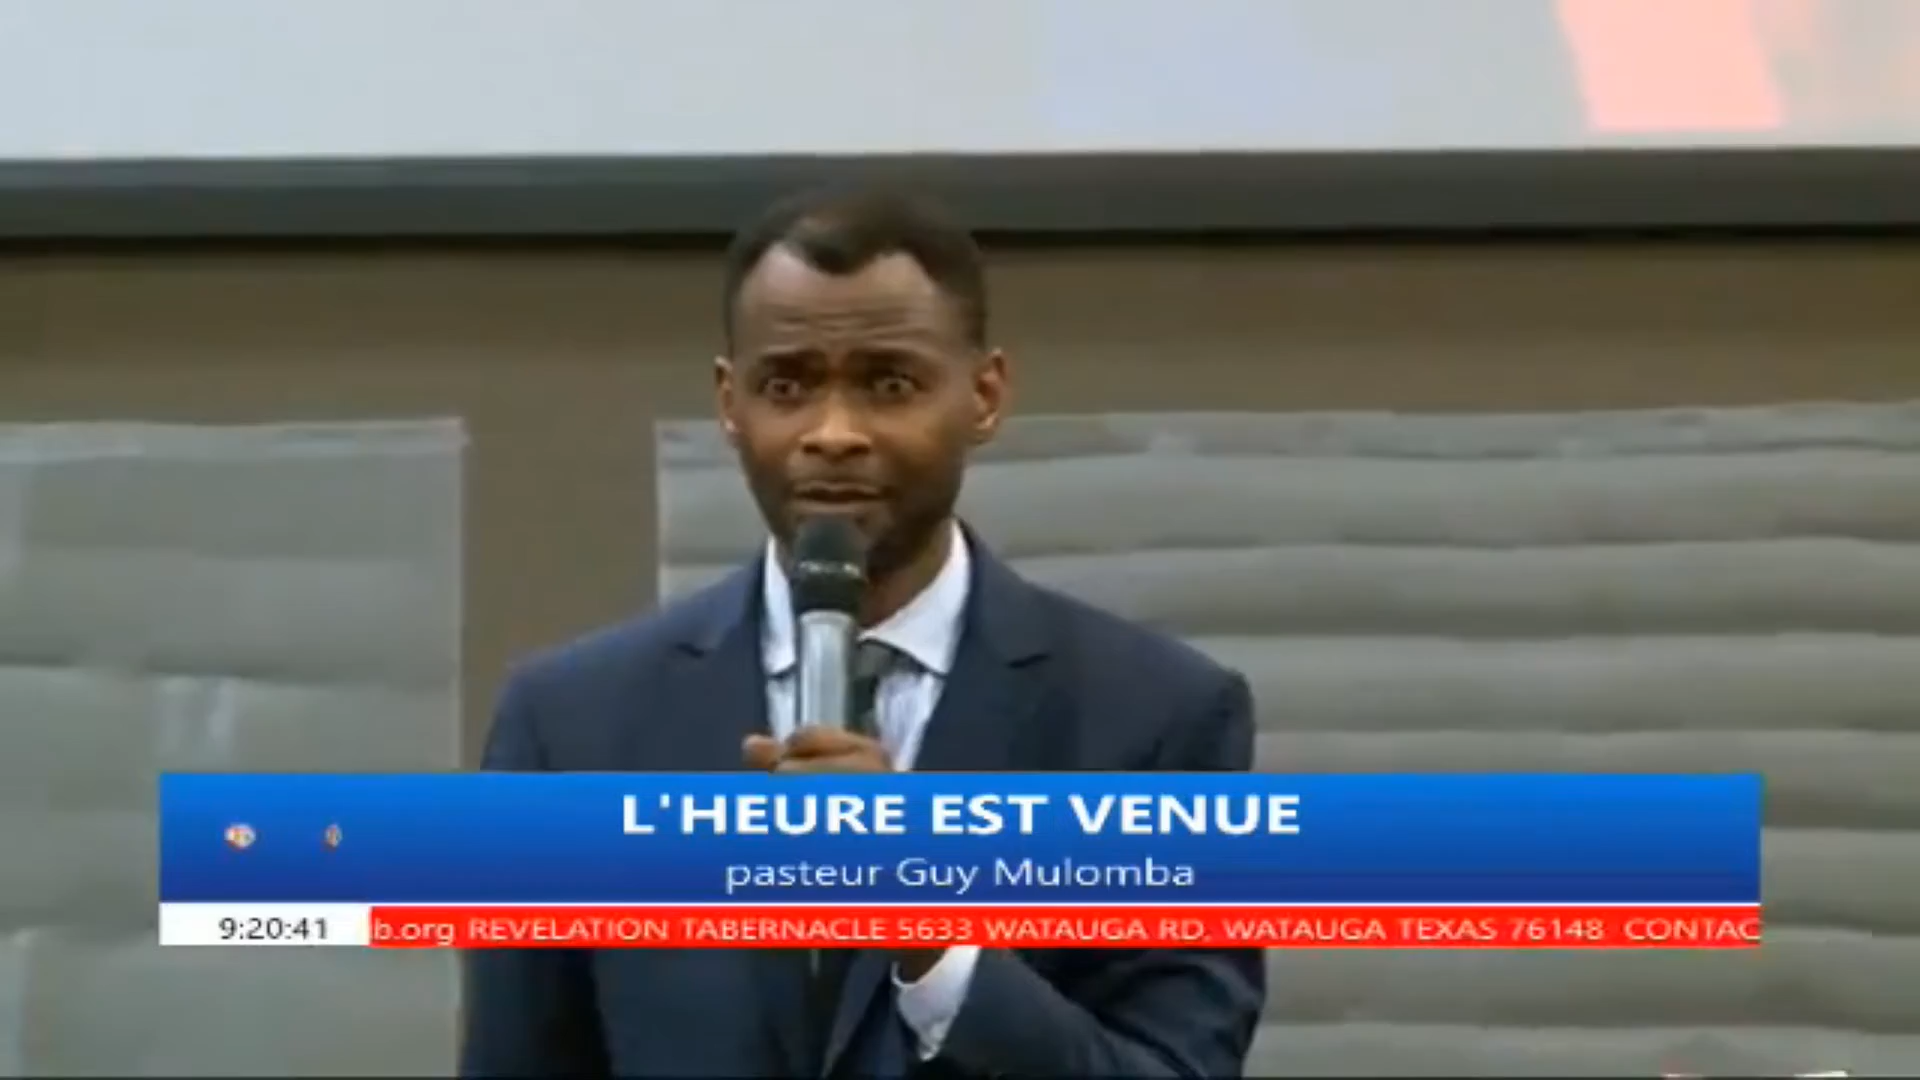 L'HEURE EST VENUE
pasteur Guy Mulomba
9:20:41
b.org REVELATION TABERNACLE 5633 WATAUGA RD, WATAUGA TEXAS 76148 CONTAC